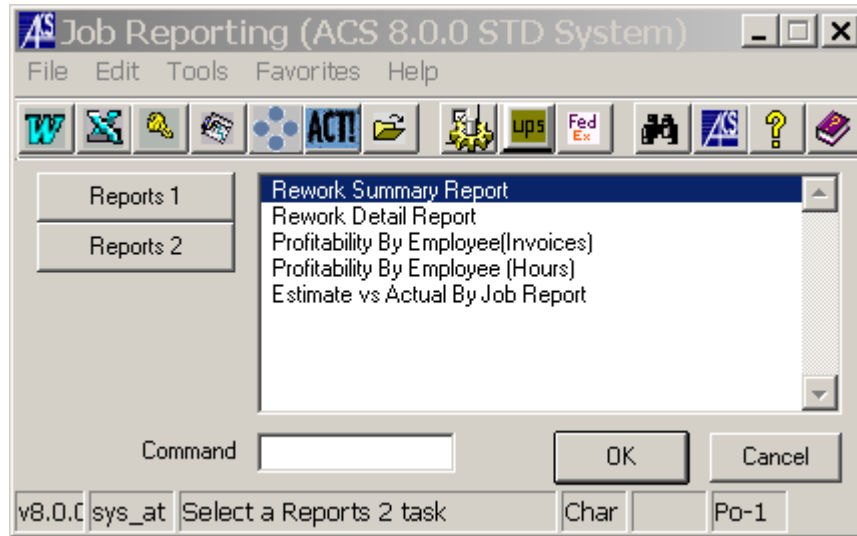 ACS Job Reporting (ACS 8.0.0 STD System)
File Edit Tools Favorites Help
W X ACT! ups Fed Ex ACS ?
Reports 1
Reports 2
Rework Summary Report
Rework Detail Report
Profitability By Employee(Invoices)
Profitability By Employee (Hours)
Estimate vs Actual By Job Report
Command
OK Cancel
v8.0.0 sys_at Select a Reports 2 task Char Po-1